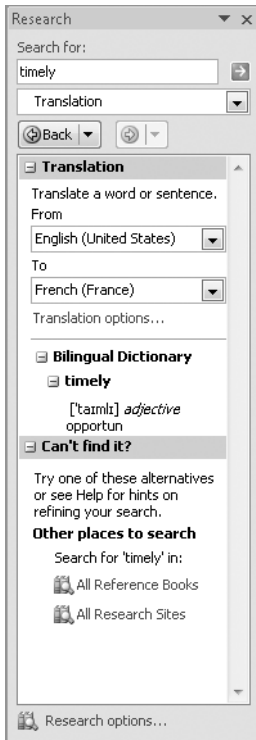 Research
Search for:
timely
Translation
Back
Translation
Translate a word or sentence.
From
English (United States)
To
French (France)
Translation options...
Bilingual Dictionary
timely
['taɪmlɪ] adjective
opportun
Can't find it?
Try one of these alternatives
or see Help for hints on
refining your search.
Other places to search
Search for 'timely' in:
All Reference Books
All Research Sites
Research options...